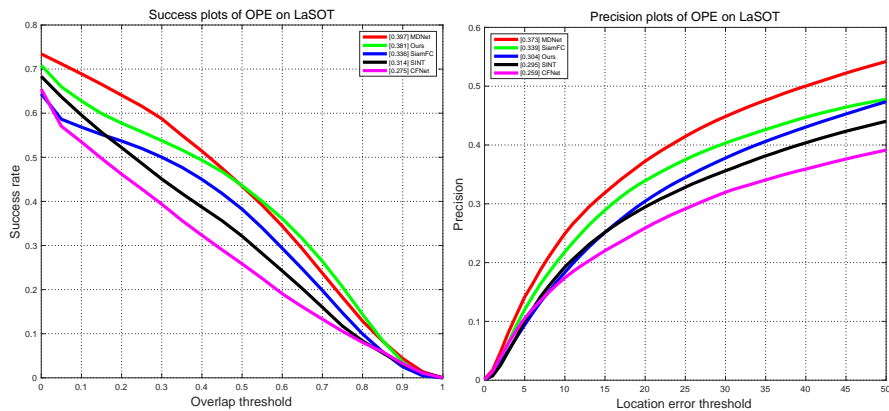 Success plots of OPE on LaSOT
[0.397] MDNet
[0.381] Ours
[0.336] SiamFC
[0.314] SINT
[0.275] CFNet
Success rate
0.8
0.7
0.6
0.5
0.4
0.3
0.2
0.1
0
0 0.1 0.2 0.3 0.4 0.5 0.6 0.7 0.8 0.9 1
Overlap threshold
Precision plots of OPE on LaSOT
[0.373] MDNet
[0.339] SiamFC
[0.304] Ours
[0.295] SINT
[0.259] CFNet
Precision
0.6
0.5
0.4
0.3
0.2
0.1
0
0 5 10 15 20 25 30 35 40 45 50
Location error threshold